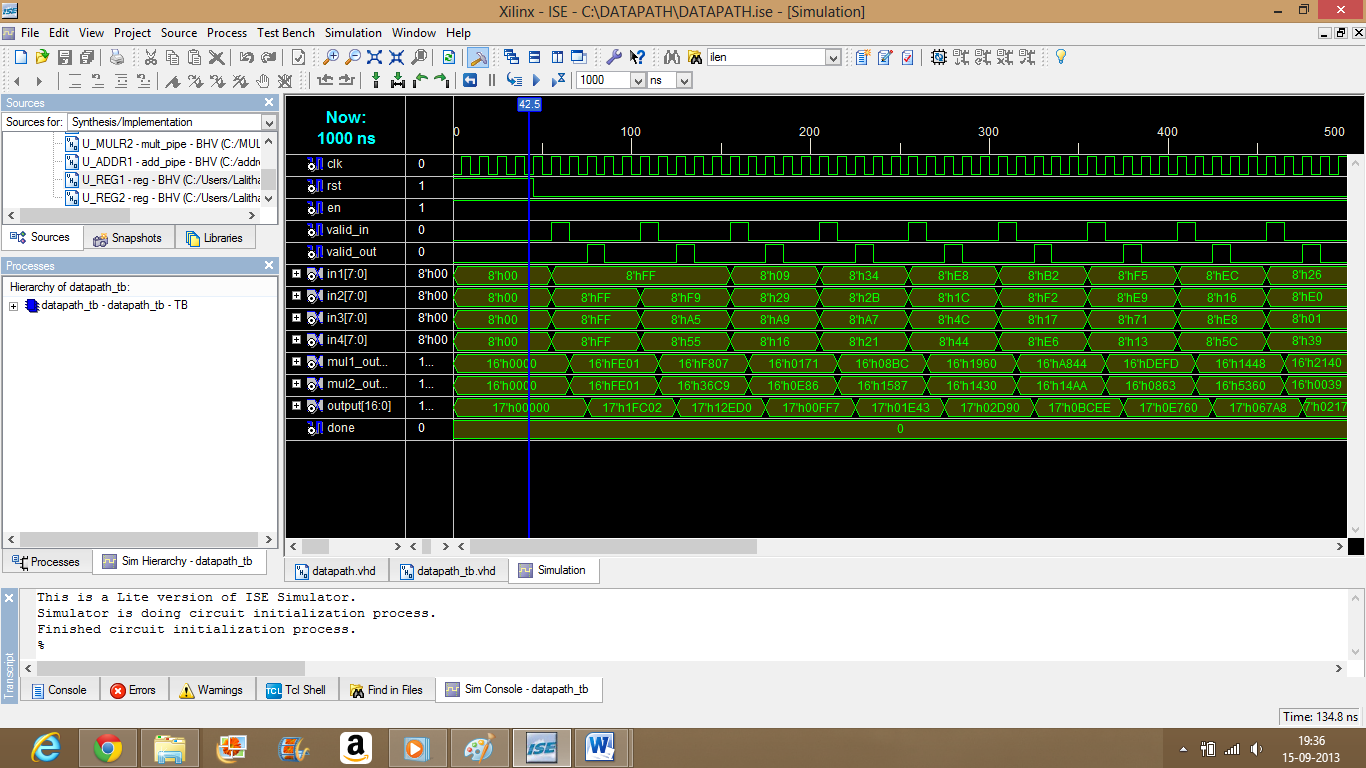 Xilinx - ISE - C:\DATAPATH\DATAPATH.ise - [Simulation]
File Edit View Project Source Process Test Bench Simulation Window Help
ilen
1000 ns
Sources
Sources for: Synthesis/Implementation
U_MULR2 - mult_pipe - BHV (C:/MUL
U_ADDR1 - add_pipe - BHV (C:/addr
U_REG1 - reg - BHV (C:/Users/Lalitha
U_REG2 - reg - BHV (C:/Users/Lalitha
Sources Snapshots Libraries
Processes
Hierarchy of datapath_tb:
datapath_tb - datapath_tb - TB
Processes Sim Hierarchy - datapath_tb
42.5
Now:
1000 ns
0 100 200 300 400 500
clk 0
rst 1
en 1
valid_in 0
valid_out 0
in1[7:0] 8'h00 8'h00 8'hFF 8'h09 8'h34 8'hE8 8'hB2 8'hF5 8'hEC 8'h26
in2[7:0] 8'h00 8'h00 8'hFF 8'hF9 8'h29 8'h2B 8'h1C 8'hF2 8'hE9 8'h16 8'hE0
in3[7:0] 8'h00 8'h00 8'hFF 8'hA5 8'hA9 8'hA7 8'h4C 8'h17 8'h71 8'hE8 8'h01
in4[7:0] 8'h00 8'h00 8'hFF 8'h55 8'h16 8'h21 8'h44 8'hE6 8'h13 8'h5C 8'h39
mul1_out... 1... 16'h0000 16'hFE01 16'hF807 16'h0171 16'h08BC 16'h1960 16'hA844 16'hDEFD 16'h1448 16'h2140
mul2_out... 1... 16'h0000 16'hFE01 16'h36C9 16'h0E86 16'h1587 16'h1430 16'h14AA 16'h0863 16'h5360 16'h0039
output[16:0] 1... 17'h00000 17'h1FC02 17'h12ED0 17'h00FF7 17'h01E43 17'h02D90 17'h0BCEE 17'h0E760 17'h067A8 7'h0217
done 0 0
datapath.vhd datapath_tb.vhd Simulation
This is a Lite version of ISE Simulator.
Simulator is doing circuit initialization process.
Finished circuit initialization process.
%
Transcript
Console Errors Warnings TCL Tcl Shell Find in Files Sim Console - datapath_tb
Time: 134.8 ns
ISE
19:36
15-09-2013